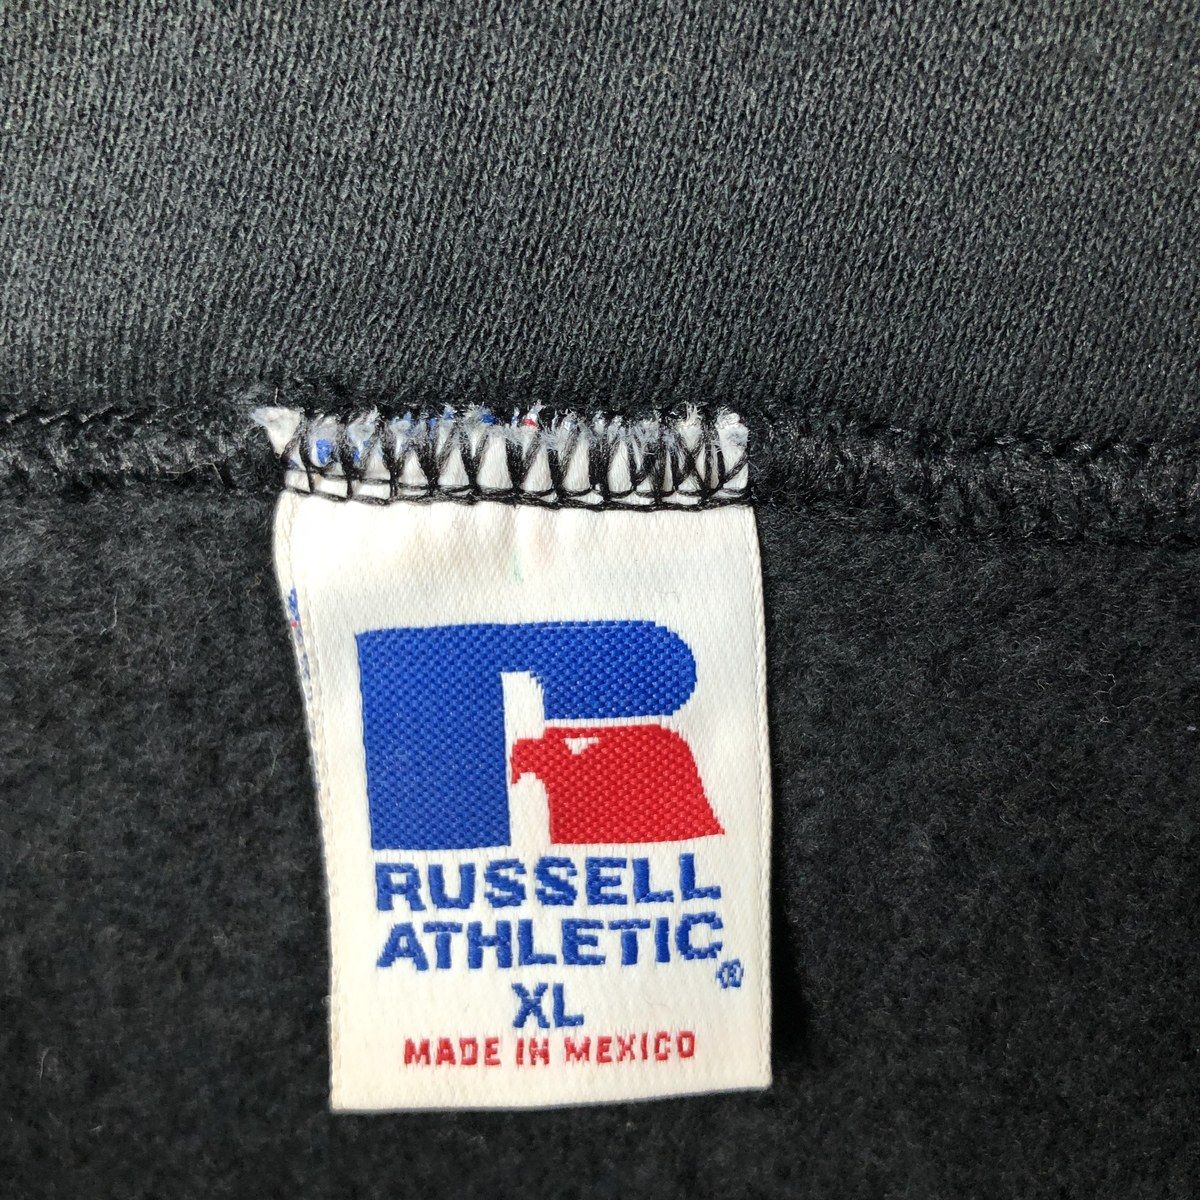 RUSSELL
ATHLETIC®
XL
MADE IN MEXICO